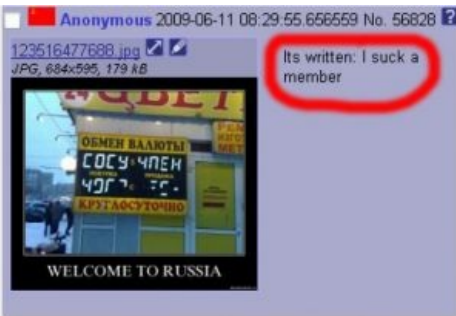 Anonymous 2009-06-11 08:29:55.656559 No. 56828 ?
123516477688.jpg
JPG, 684x595, 179 kB
Its written: I suck a
member
ЦВЕТ
ОБМЕН ВАЛЮТЫ
СОСУ ЧЛЕН
КРУГЛОСУТОЧНО
WELCOME TO RUSSIA